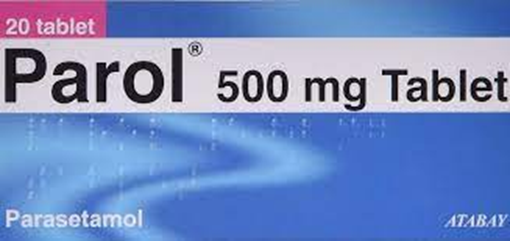 20 tablet
Parol® 500 mg Tablet
Parasetamol
ATABAY